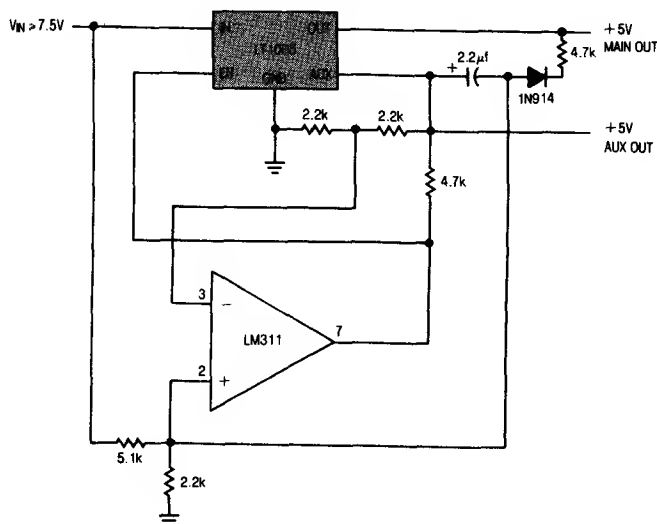 VIN > 7.5V
IN
OUT
+5V
MAIN OUT
EN
GND
AUX
+
2.2µf
4.7k
1N914
2.2k
2.2k
+5V
AUX OUT
4.7k
3
−
LM311
7
2
+
5.1k
2.2k